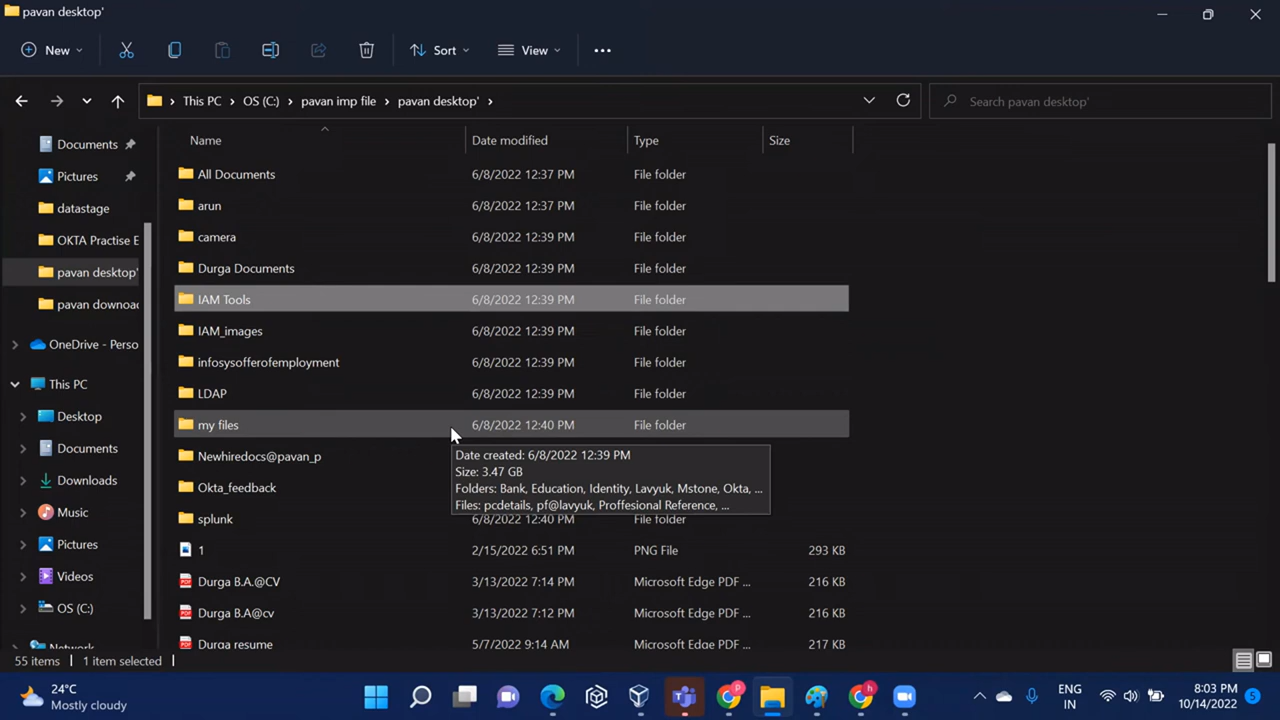 pavan desktop'
New
Sort
View
This PC > OS (C:) > pavan imp file > pavan desktop' >
Search pavan desktop'
Documents
Pictures
datastage
OKTA Practise E
pavan desktop'
pavan downoac
OneDrive - Perso
This PC
Desktop
Documents
Downloads
Music
Pictures
Videos
OS (C:)
Network
Name Date modified Type Size
All Documents 6/8/2022 12:37 PM File folder
arun 6/8/2022 12:37 PM File folder
camera 6/8/2022 12:39 PM File folder
Durga Documents 6/8/2022 12:39 PM File folder
IAM Tools 6/8/2022 12:39 PM File folder
IAM_images 6/8/2022 12:39 PM File folder
infosysofferofemployment 6/8/2022 12:39 PM File folder
LDAP 6/8/2022 12:39 PM File folder
my files 6/8/2022 12:40 PM File folder
Newhiredocs@pavan_p
Okta_feedback
splunk 6/8/2022 12:40 PM File folder
Date created: 6/8/2022 12:39 PM
Size: 3.47 GB
Folders: Bank, Education, Identity, Lavyuk, Mstone, Okta, ...
Files: pcdetails, pf@lavyuk, Proffesional Reference, ...
1 2/15/2022 6:51 PM PNG File 293 KB
Durga B.A.@CV 3/13/2022 7:14 PM Microsoft Edge PDF ... 216 KB
Durga B.A@cv 3/13/2022 7:12 PM Microsoft Edge PDF ... 216 KB
Durga resume 5/7/2022 9:14 AM Microsoft Edge PDF ... 217 KB
55 items 1 item selected
24°C
Mostly cloudy
ENG
IN
8:03 PM
10/14/2022
5